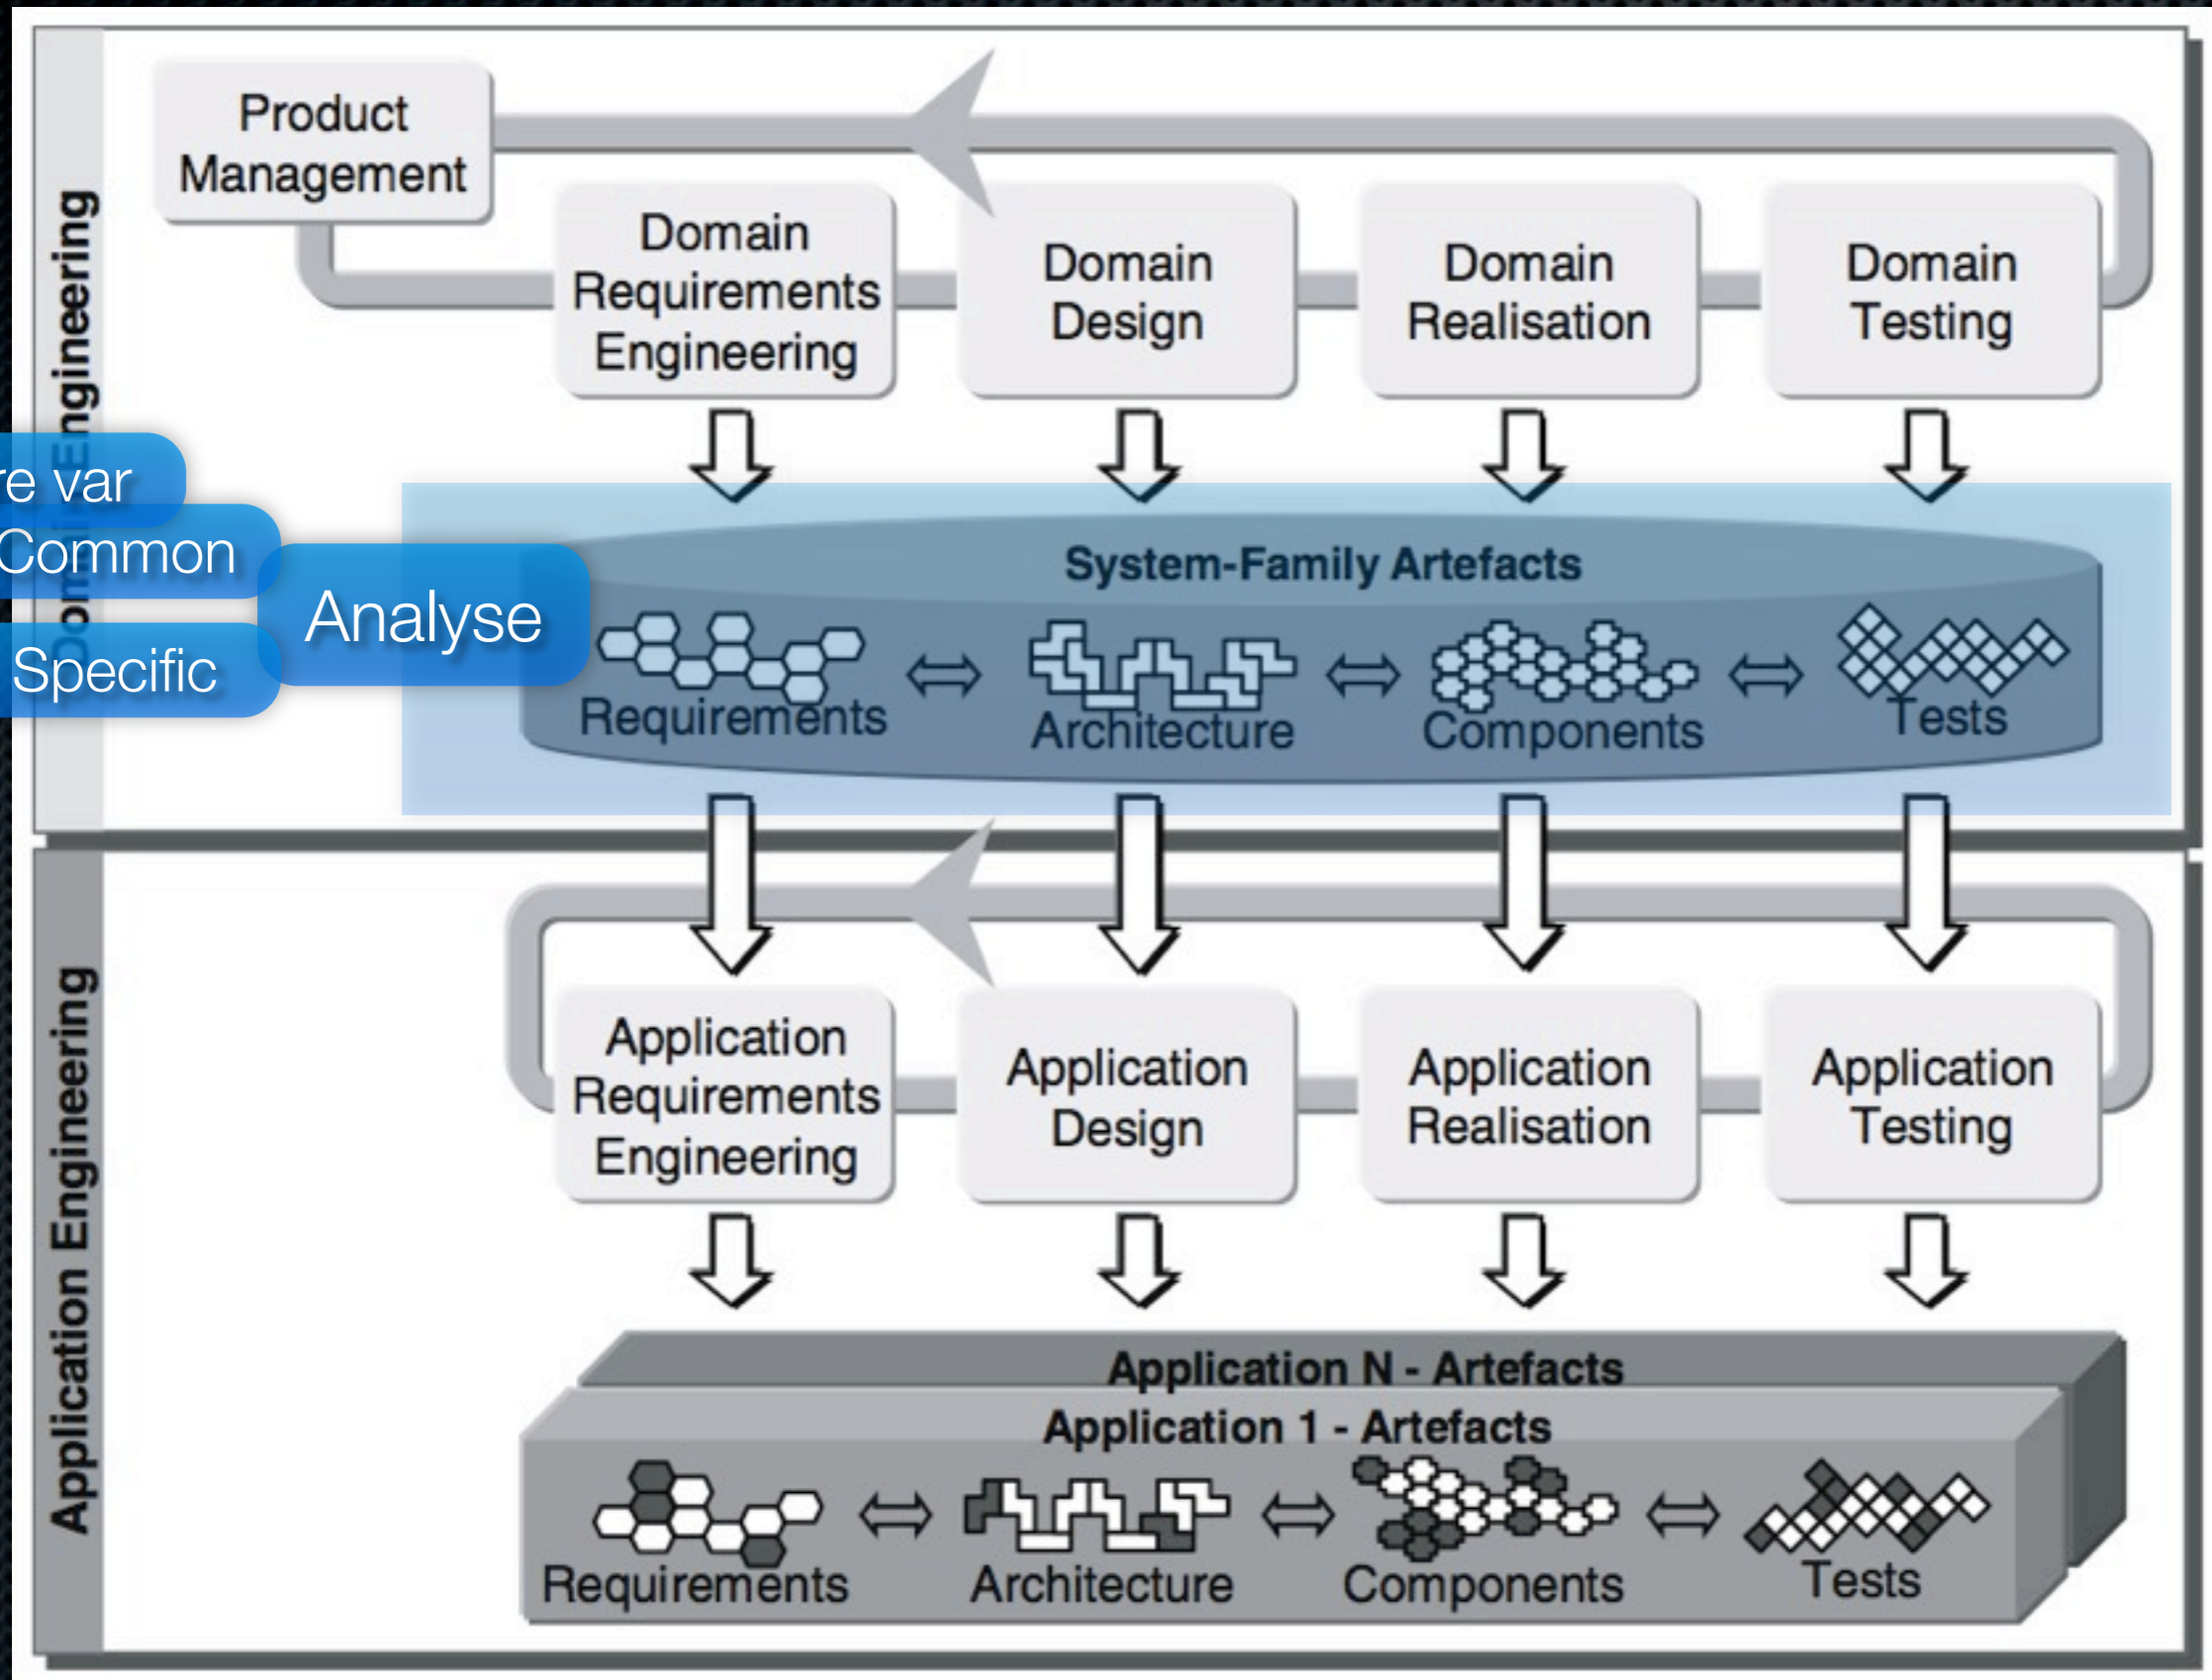 Product
Management
Domain
Requirements
Engineering
Domain
Design
Domain
Realisation
Domain
Testing
Domain Engineering
re var
Common
Specific
Analyse
System-Family Artefacts
Requirements
Architecture
Components
Tests
Application Engineering
Application
Requirements
Engineering
Application
Design
Application
Realisation
Application
Testing
Application N - Artefacts
Application 1 - Artefacts
Requirements
Architecture
Components
Tests